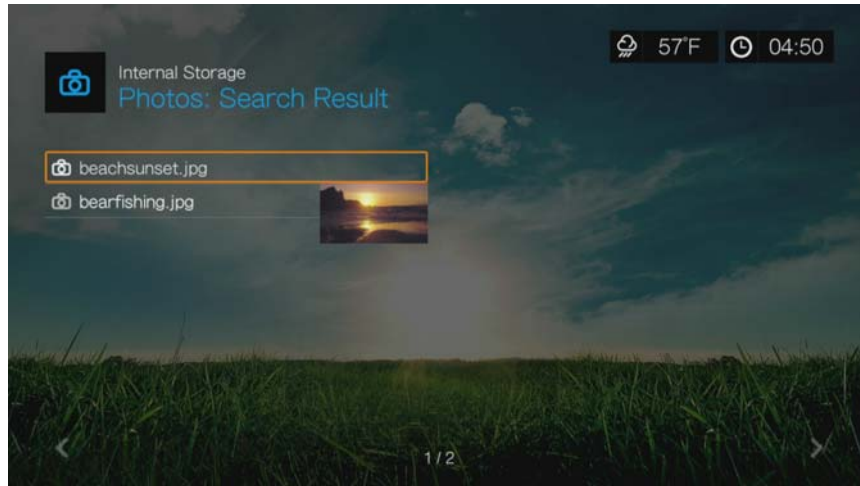 57°F
04:50
Internal Storage
Photos: Search Result
beachsunset.jpg
bearfishing.jpg
1/2